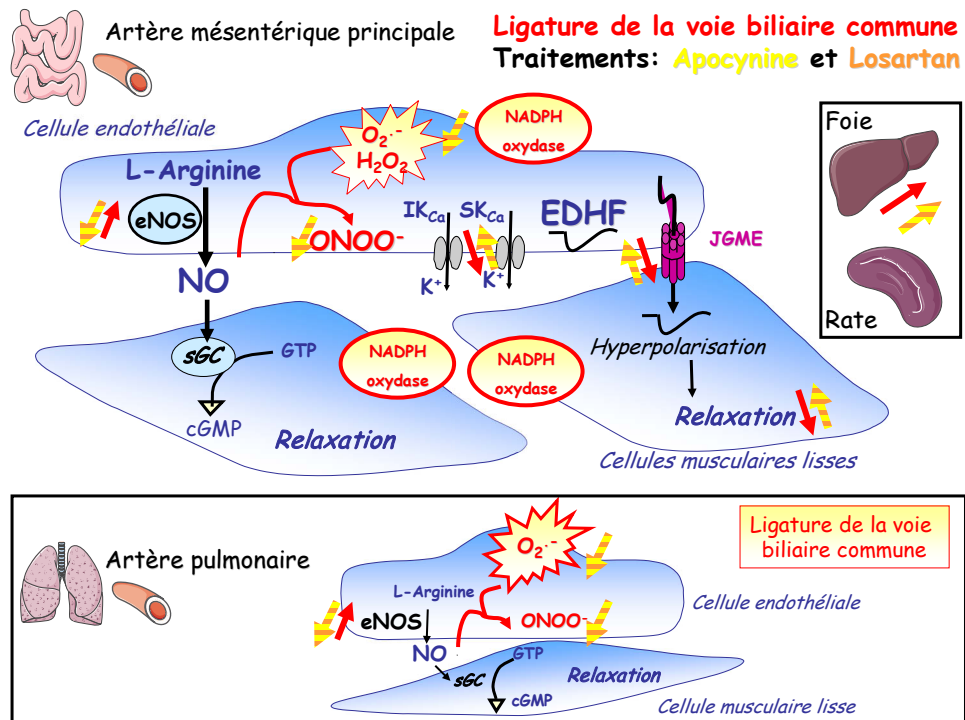 Artère mésentérique principale
Ligature de la voie biliaire commune
Traitements: Apocynine et Losartan
Cellule endothéliale
O₂·⁻
H₂O₂
NADPH
oxydase
L-Arginine
eNOS
ONOO⁻
NO
IK_Ca SK_Ca
K⁺ K⁺
EDHF
JGME
Foie
Rate
sGC
GTP
cGMP
Relaxation
NADPH
oxydase
NADPH
oxydase
Hyperpolarisation
Relaxation
Cellules musculaires lisses
Artère pulmonaire
Ligature de la voie
biliaire commune
O₂·⁻
L-Arginine
eNOS
ONOO⁻
Cellule endothéliale
NO
GTP
sGC
Relaxation
cGMP
Cellule musculaire lisse